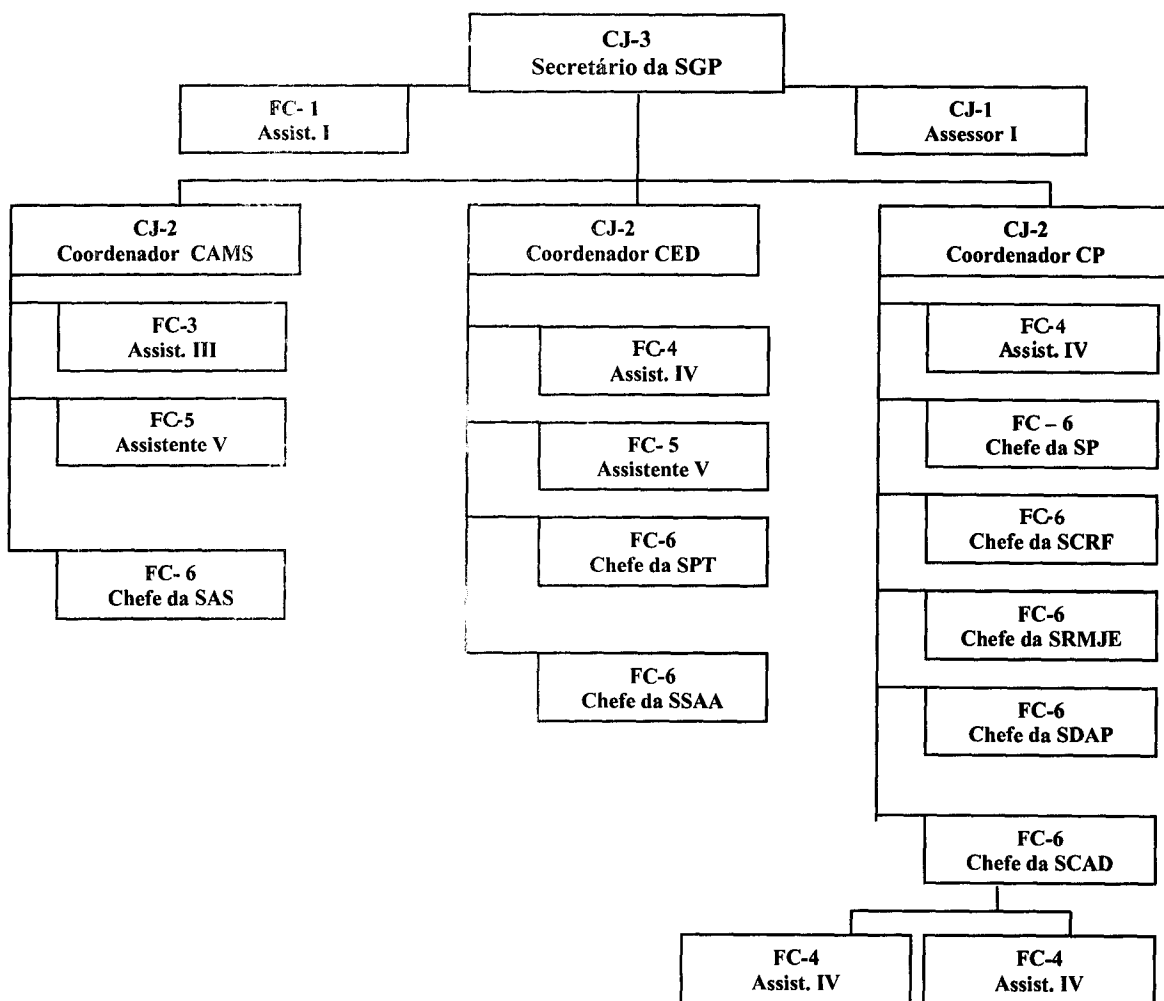 CJ-3
Secretário da SGP
FC- 1
Assist. I
CJ-1
Assessor I
CJ-2
Coordenador CAMS
CJ-2
Coordenador CED
CJ-2
Coordenador CP
FC-3
Assist. III
FC-5
Assistente V
FC- 6
Chefe da SAS
FC-4
Assist. IV
FC- 5
Assistente V
FC-6
Chefe da SPT
FC-6
Chefe da SSAA
FC-4
Assist. IV
FC – 6
Chefe da SP
FC-6
Chefe da SCRF
FC-6
Chefe da SRMJE
FC-6
Chefe da SDAP
FC-6
Chefe da SCAD
FC-4
Assist. IV
FC-4
Assist. IV